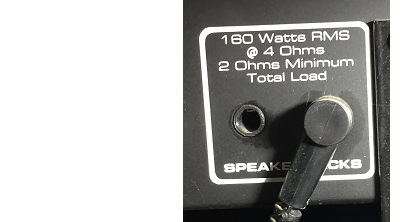 160 Watts RMS
@ 4 Ohms
2 Ohms Minimum
Total Load